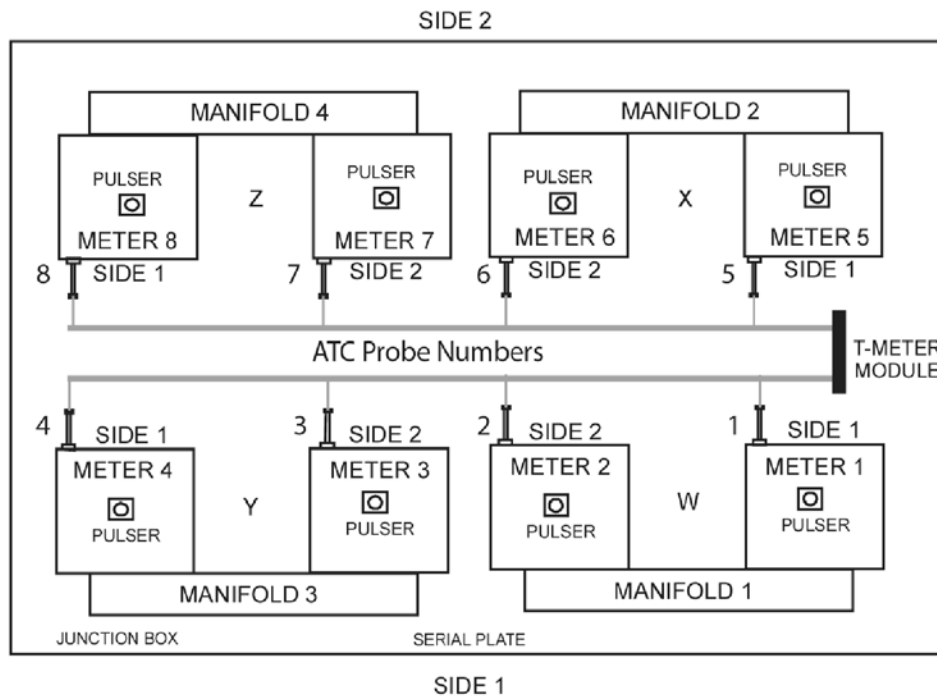 SIDE 2
MANIFOLD 4
MANIFOLD 2
PULSER
Z
PULSER
PULSER
X
PULSER
METER 8
METER 7
METER 6
METER 5
8
SIDE 1
7
SIDE 2
6
SIDE 2
5
SIDE 1
ATC Probe Numbers
T-METER
MODULE
4
SIDE 1
3
SIDE 2
2
SIDE 2
1
SIDE 1
METER 4
METER 3
METER 2
METER 1
Y
W
PULSER
PULSER
PULSER
PULSER
MANIFOLD 3
MANIFOLD 1
JUNCTION BOX
SERIAL PLATE
SIDE 1